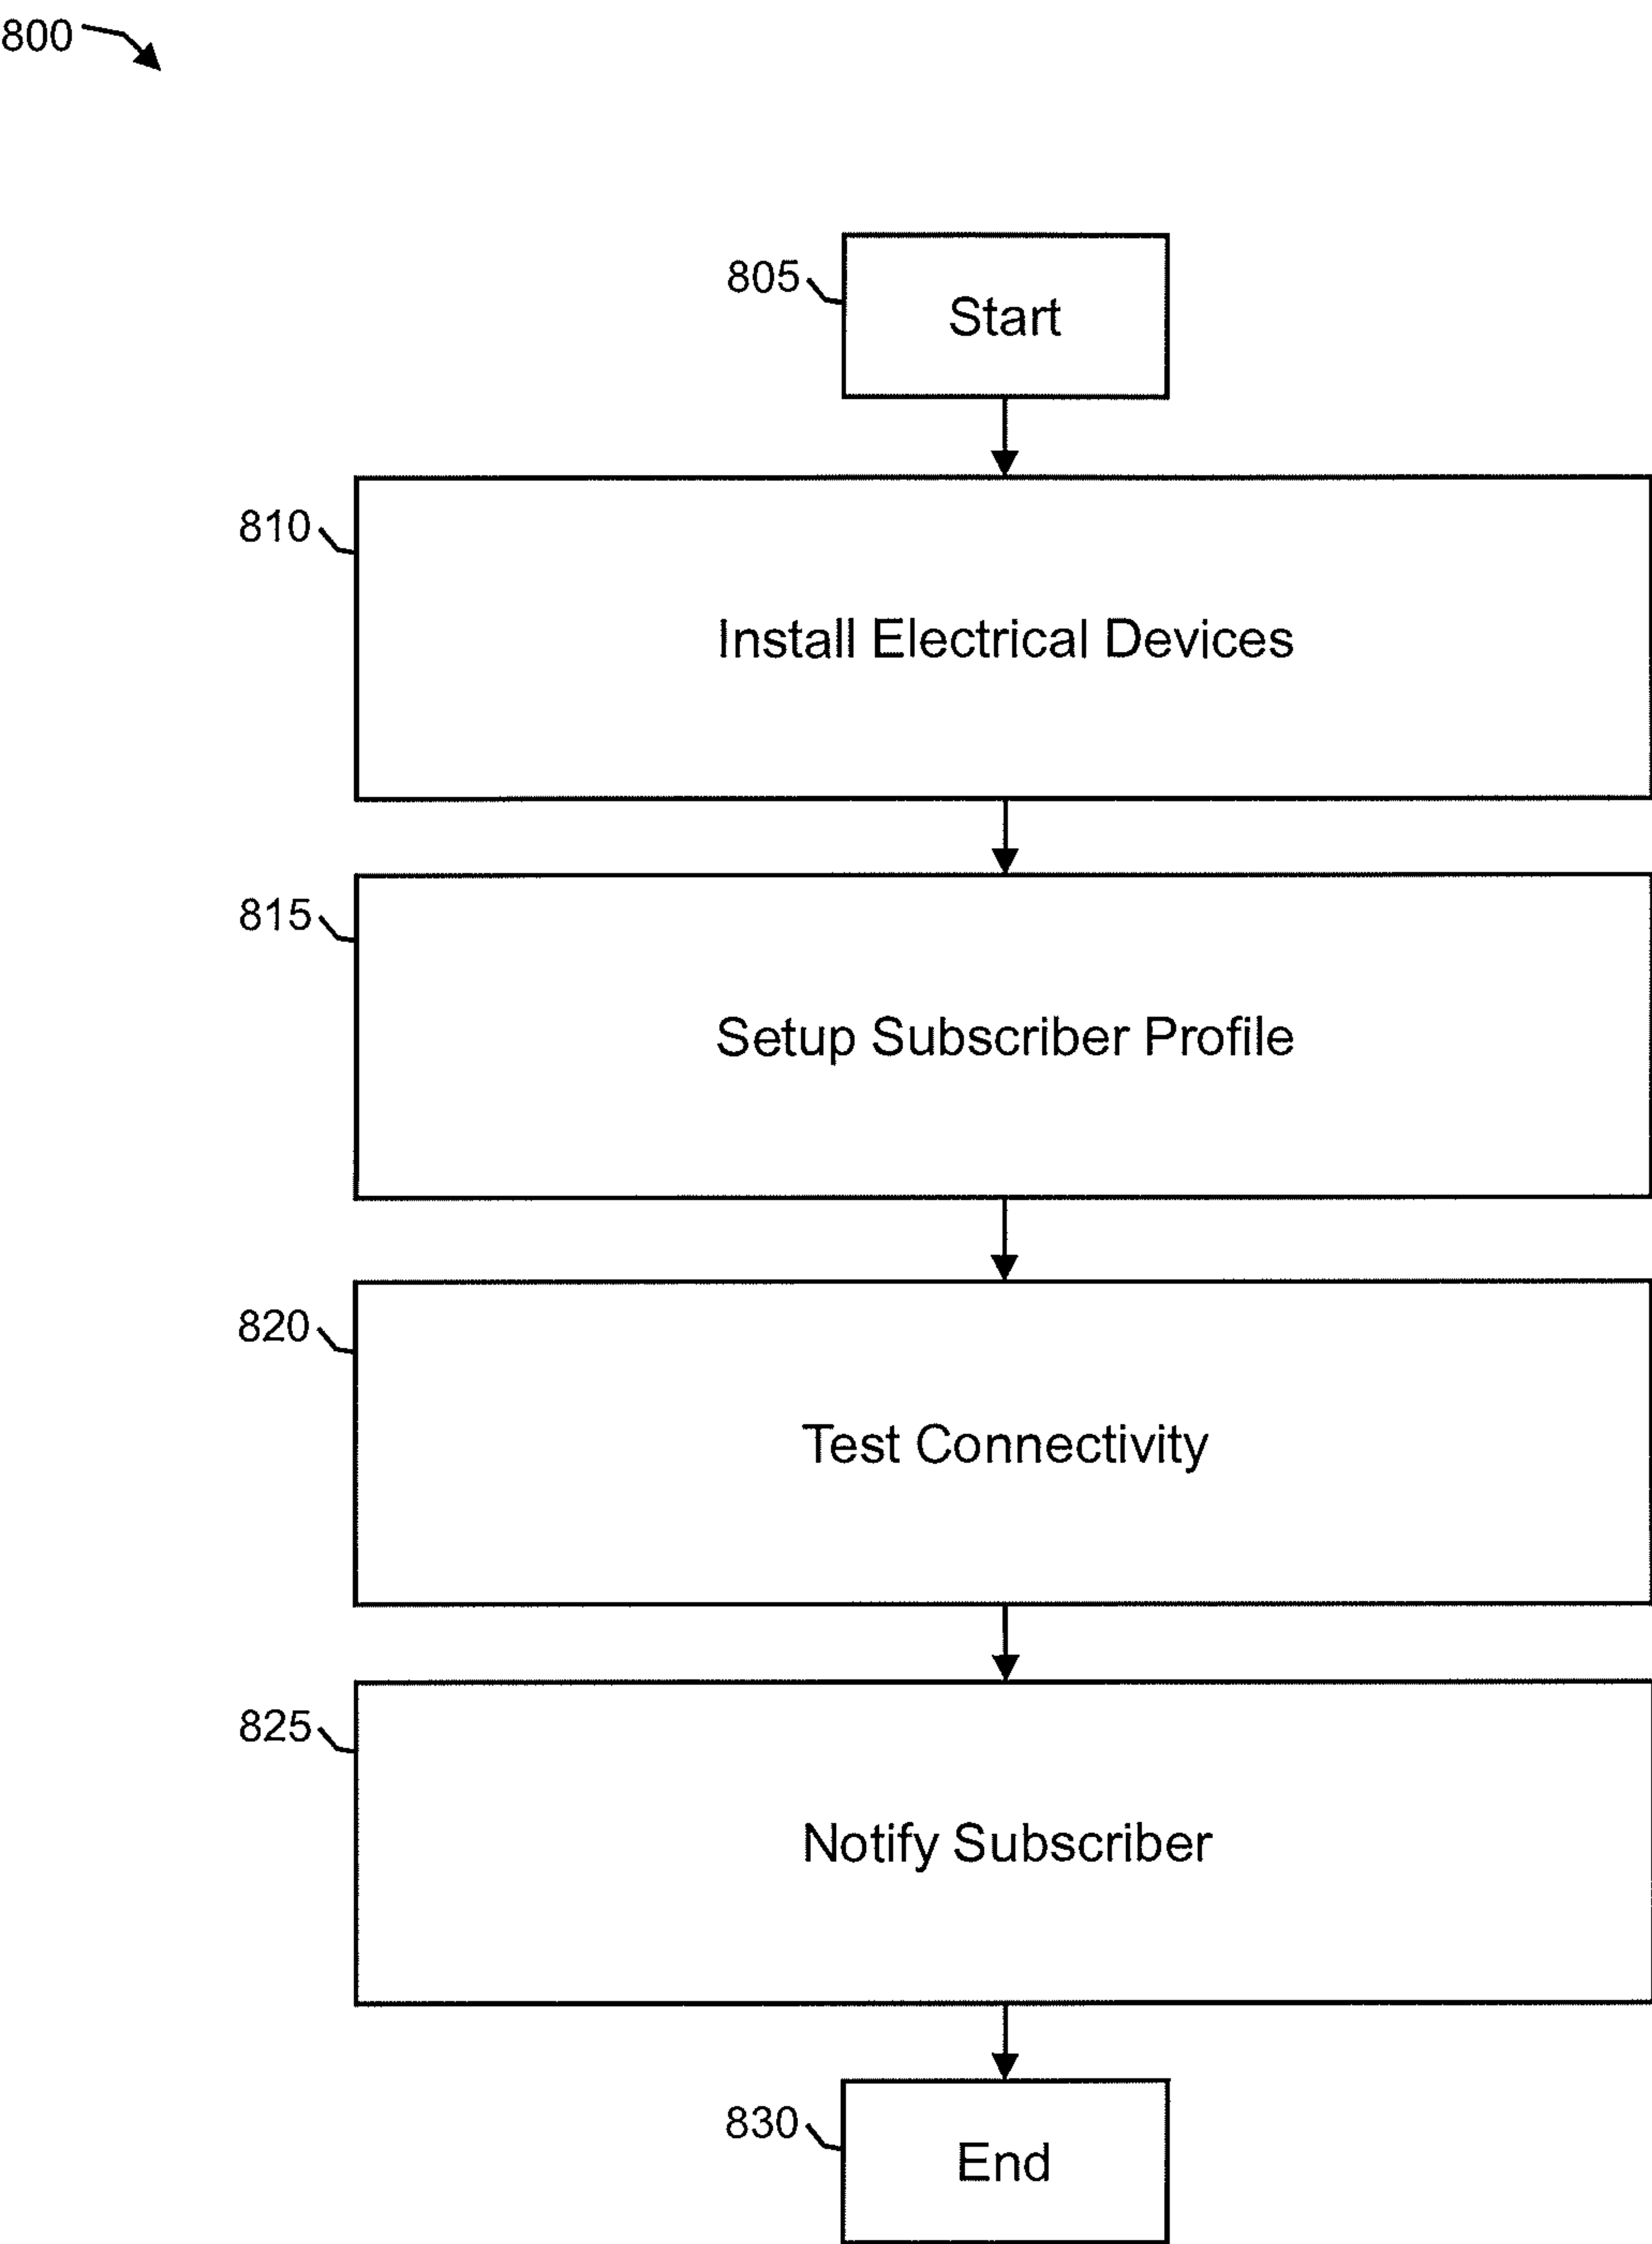 800
805
Start
810
Install Electrical Devices
815
Setup Subscriber Profile
820
Test Connectivity
825
Notify Subscriber
830
End